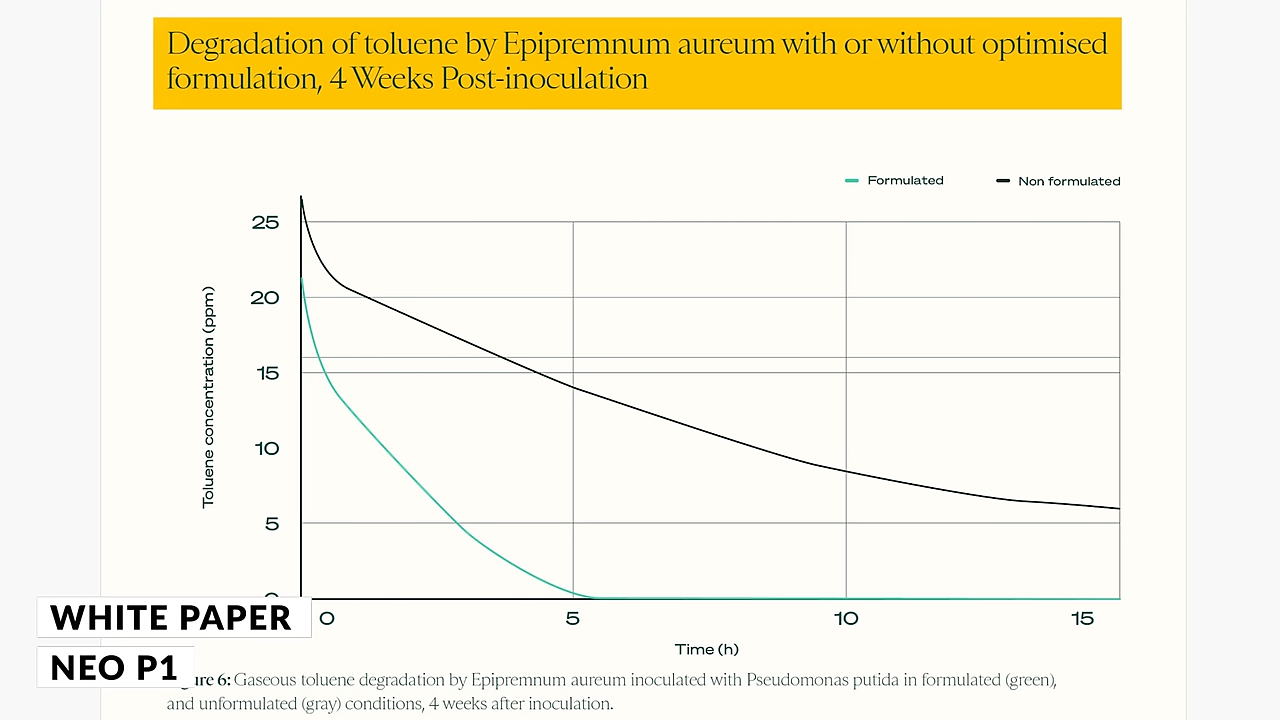 Degradation of toluene by Epipremnum aureum with or without optimised
formulation, 4 Weeks Post-inoculation
Formulated
Non formulated
Toluene concentration (ppm)
25
20
15
10
5
0 5 10 15
Time (h)
WHITE PAPER
NEO P1
6: Gaseous toluene degradation by Epipremnum aureum inoculated with Pseudomonas putida in formulated (green),
and unformulated (gray) conditions, 4 weeks after inoculation.